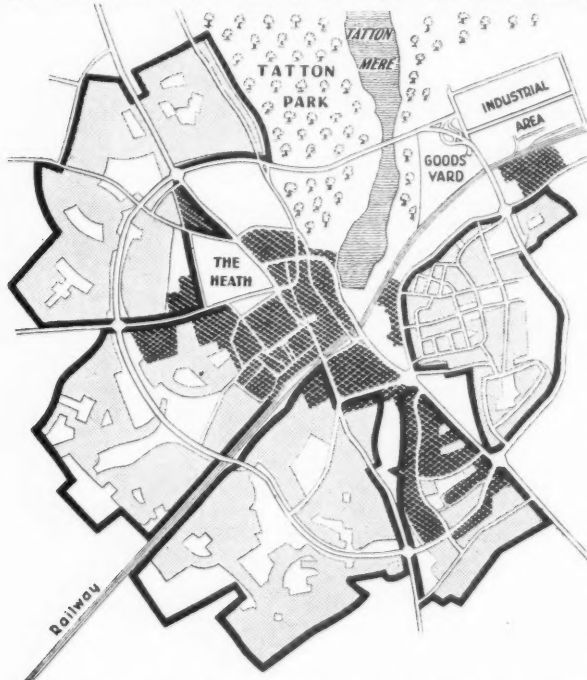 TATTON
MERE
TATTON
PARK
INDUSTRIAL
AREA
GOODS
YARD
THE
HEATH
Railway